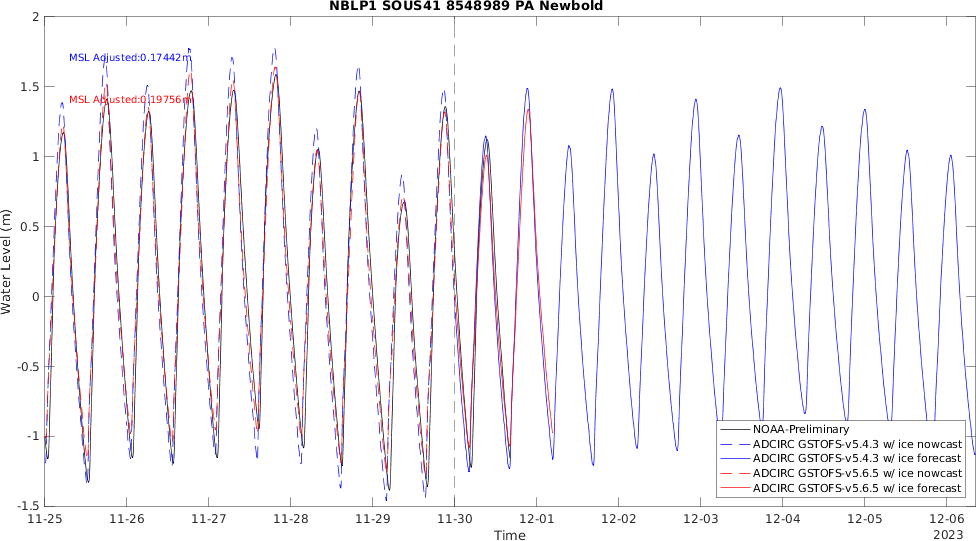 NBLP1 SOUS41 8548989 PA Newbold
2
MSL Adjusted:0.17442m
1.5
MSL Adjusted:0.19756m
1
0.5
0
-0.5
-1
-1.5
Water Level (m)
NOAA-Preliminary
ADCIRC GSTOFS-v5.4.3 w/ ice nowcast
ADCIRC GSTOFS-v5.4.3 w/ ice forecast
ADCIRC GSTOFS-v5.6.5 w/ ice nowcast
ADCIRC GSTOFS-v5.6.5 w/ ice forecast
11-25 11-26 11-27 11-28 11-29 11-30 12-01 12-02 12-03 12-04 12-05 12-06
Time
2023